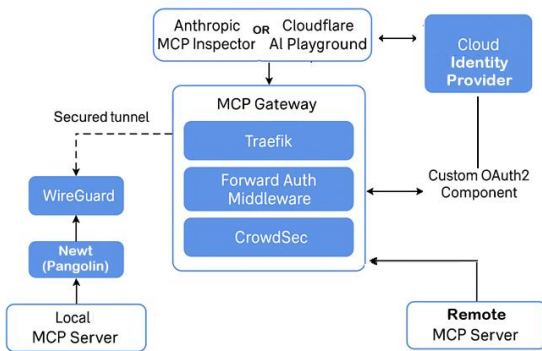 Anthropic OR Cloudflare
MCP Inspector AI Playground
Cloud
Identity
Provider
MCP Gateway
Secured tunnel
Traefik
Forward Auth
Middleware
CrowdSec
Custom OAuth2
Component
WireGuard
Newt
(Pangolin)
Local
MCP Server
Remote
MCP Server